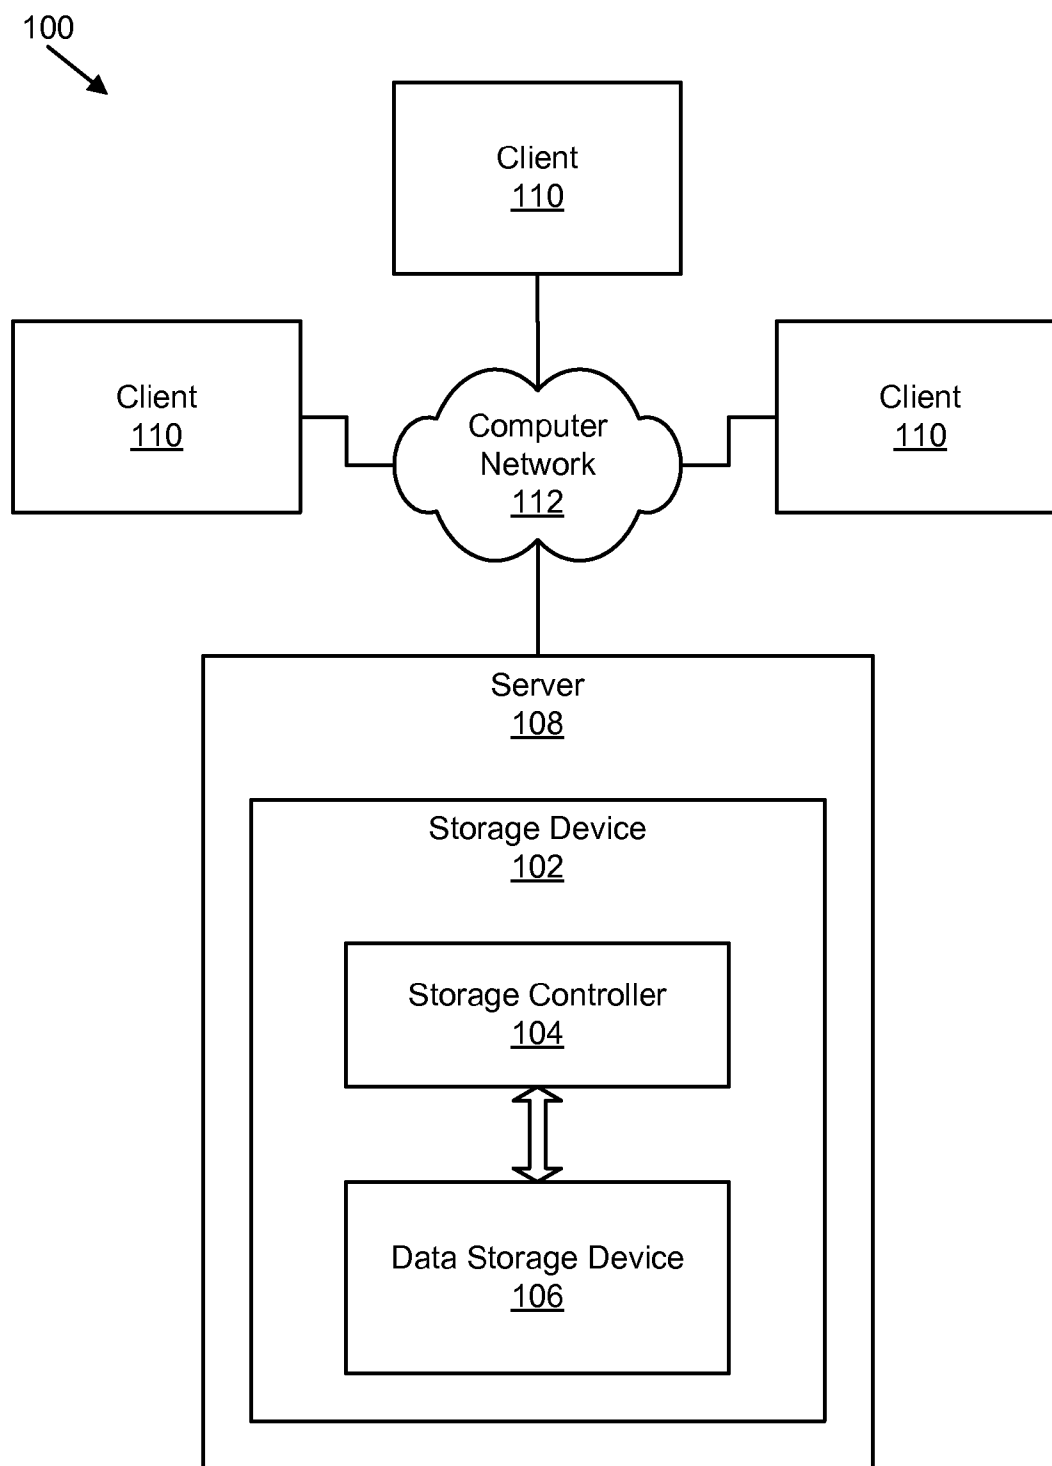 100
Client
110
Client
110
Client
110
Computer
Network
112
Server
108
Storage Device
102
Storage Controller
104
Data Storage Device
106